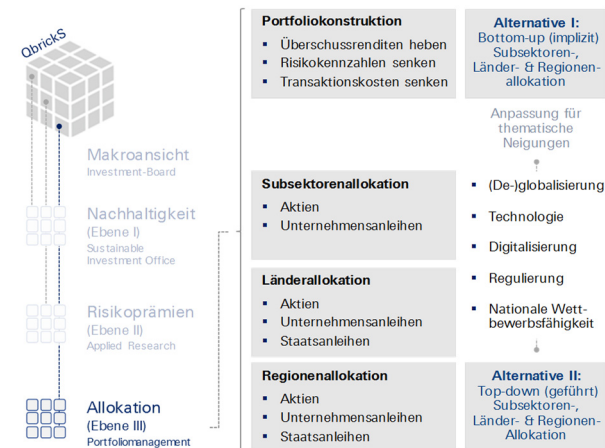 QbrickS
Makroansicht
Investment-Board
Nachhaltigkeit
(Ebene I)
Sustainable
Investment Office
Risikoprämien
(Ebene II)
Applied Research
Allokation
(Ebene III)
Portfoliomanagement
Portfoliokonstruktion
▪ Überschussrenditen heben
▪ Risikokennzahlen senken
▪ Transaktionskosten senken
Subsektorenallokation
▪ Aktien
▪ Unternehmensanleihen
Länderallokation
▪ Aktien
▪ Unternehmensanleihen
▪ Staatsanleihen
Regionenallokation
▪ Aktien
▪ Unternehmensanleihen
▪ Staatsanleihen
Alternative I:
Bottom-up (implizit)
Subsektoren-,
Länder- & Regionen-
allokation
Anpassung für
thematische
Neigungen
▪ (De-)globalisierung
▪ Technologie
▪ Digitalisierung
▪ Regulierung
▪ Nationale Wett-
bewerbsfähigkeit
Alternative II:
Top-down (geführt)
Subsektoren-,
Länder- & Regionen-
Allokation